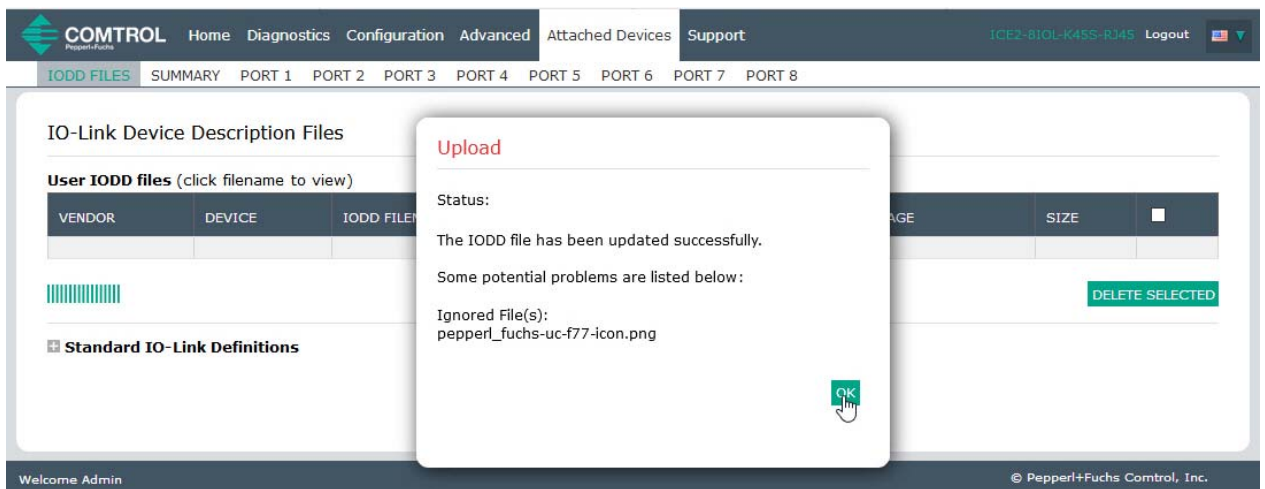 COMTROL Home Diagnostics Configuration Advanced Attached Devices Support ICE2-8IOL-K45S-RJ45 Logout
Pepperl+Fuchs
IODD FILES SUMMARY PORT 1 PORT 2 PORT 3 PORT 4 PORT 5 PORT 6 PORT 7 PORT 8
IO-Link Device Description Files
User IODD files (click filename to view)
VENDOR DEVICE IODD FILEN AGE SIZE
DELETE SELECTED
Standard IO-Link Definitions
Upload
Status:
The IODD file has been updated successfully.
Some potential problems are listed below:
Ignored File(s):
pepperl_fuchs-uc-f77-icon.png
OK
Welcome Admin © Pepperl+Fuchs Comtrol, Inc.